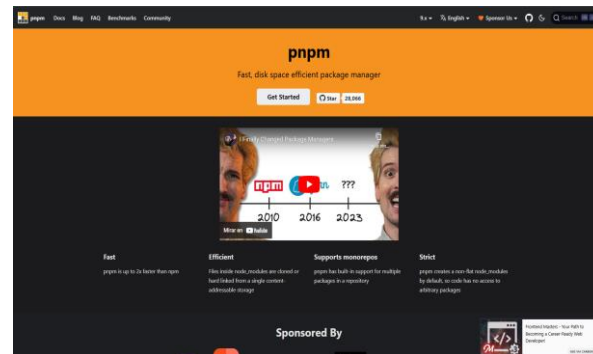 pnpm Docs Blog FAQ Benchmarks Community
9.x English Sponsor Us Search
pnpm
Fast, disk space efficient package manager
Get Started
Star
I Finally Changed Package Managers
npm
???
2010 2016 2023
Mirar en YouTube
Fast
pnpm is up to 2x faster than npm
Efficient
Files inside node_modules are cloned or
hard linked from a single content-
addressable storage
Supports monorepos
pnpm has built-in support for multiple
packages in a repository
Strict
pnpm creates a non-flat node_modules
by default, so code has no access to
arbitrary packages
Sponsored By
Frontend Masters - Your Path to
Becoming a Career-Ready Web
Developer!